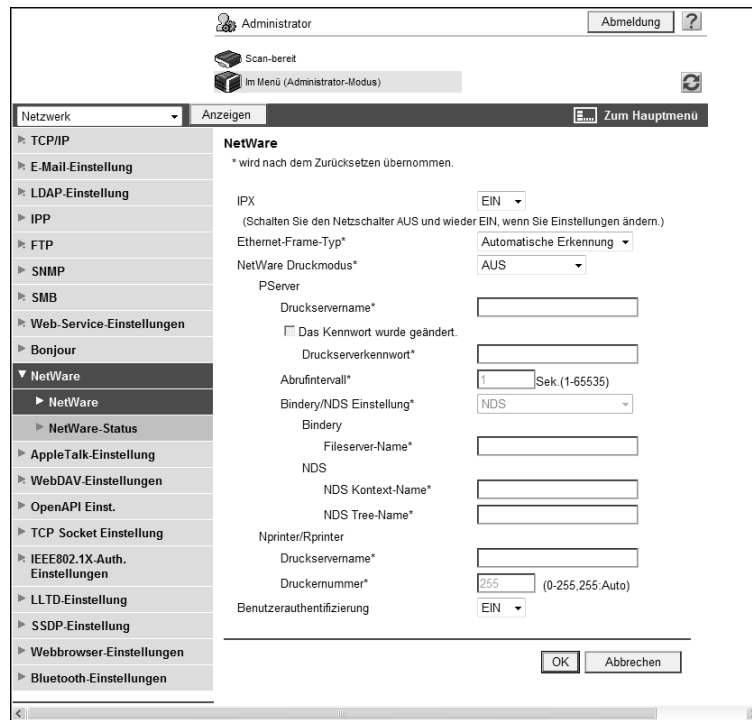 Administrator
Abmeldung
?
Scan-bereit
Im Menü (Administrator-Modus)
Netzwerk
Anzeigen
Zum Hauptmenü
TCP/IP
E-Mail-Einstellung
LDAP-Einstellung
IPP
FTP
SNMP
SMB
Web-Service-Einstellungen
Bonjour
NetWare
NetWare
NetWare-Status
AppleTalk-Einstellung
WebDAV-Einstellungen
OpenAPI Einst.
TCP Socket Einstellung
IEEE802.1X-Auth.
Einstellungen
LLTD-Einstellung
SSDP-Einstellung
Webbrowser-Einstellungen
Bluetooth-Einstellungen
NetWare
* wird nach dem Zurücksetzen übernommen.
IPX EIN
(Schalten Sie den Netzschalter AUS und wieder EIN, wenn Sie Einstellungen ändern.)
Ethernet-Frame-Typ* Automatische Erkennung
NetWare Druckmodus* AUS
PServer
Druckservername*
Das Kennwort wurde geändert.
Druckserverkennwort*
Abrufintervall* 1 Sek.(1-65535)
Bindery/NDS Einstellung* NDS
Bindery
Fileserver-Name*
NDS
NDS Kontext-Name*
NDS Tree-Name*
Nprinter/Rprinter
Druckservername*
Druckernummer* 255 (0-255,255:Auto)
Benutzerauthentifizierung EIN
OK Abbrechen